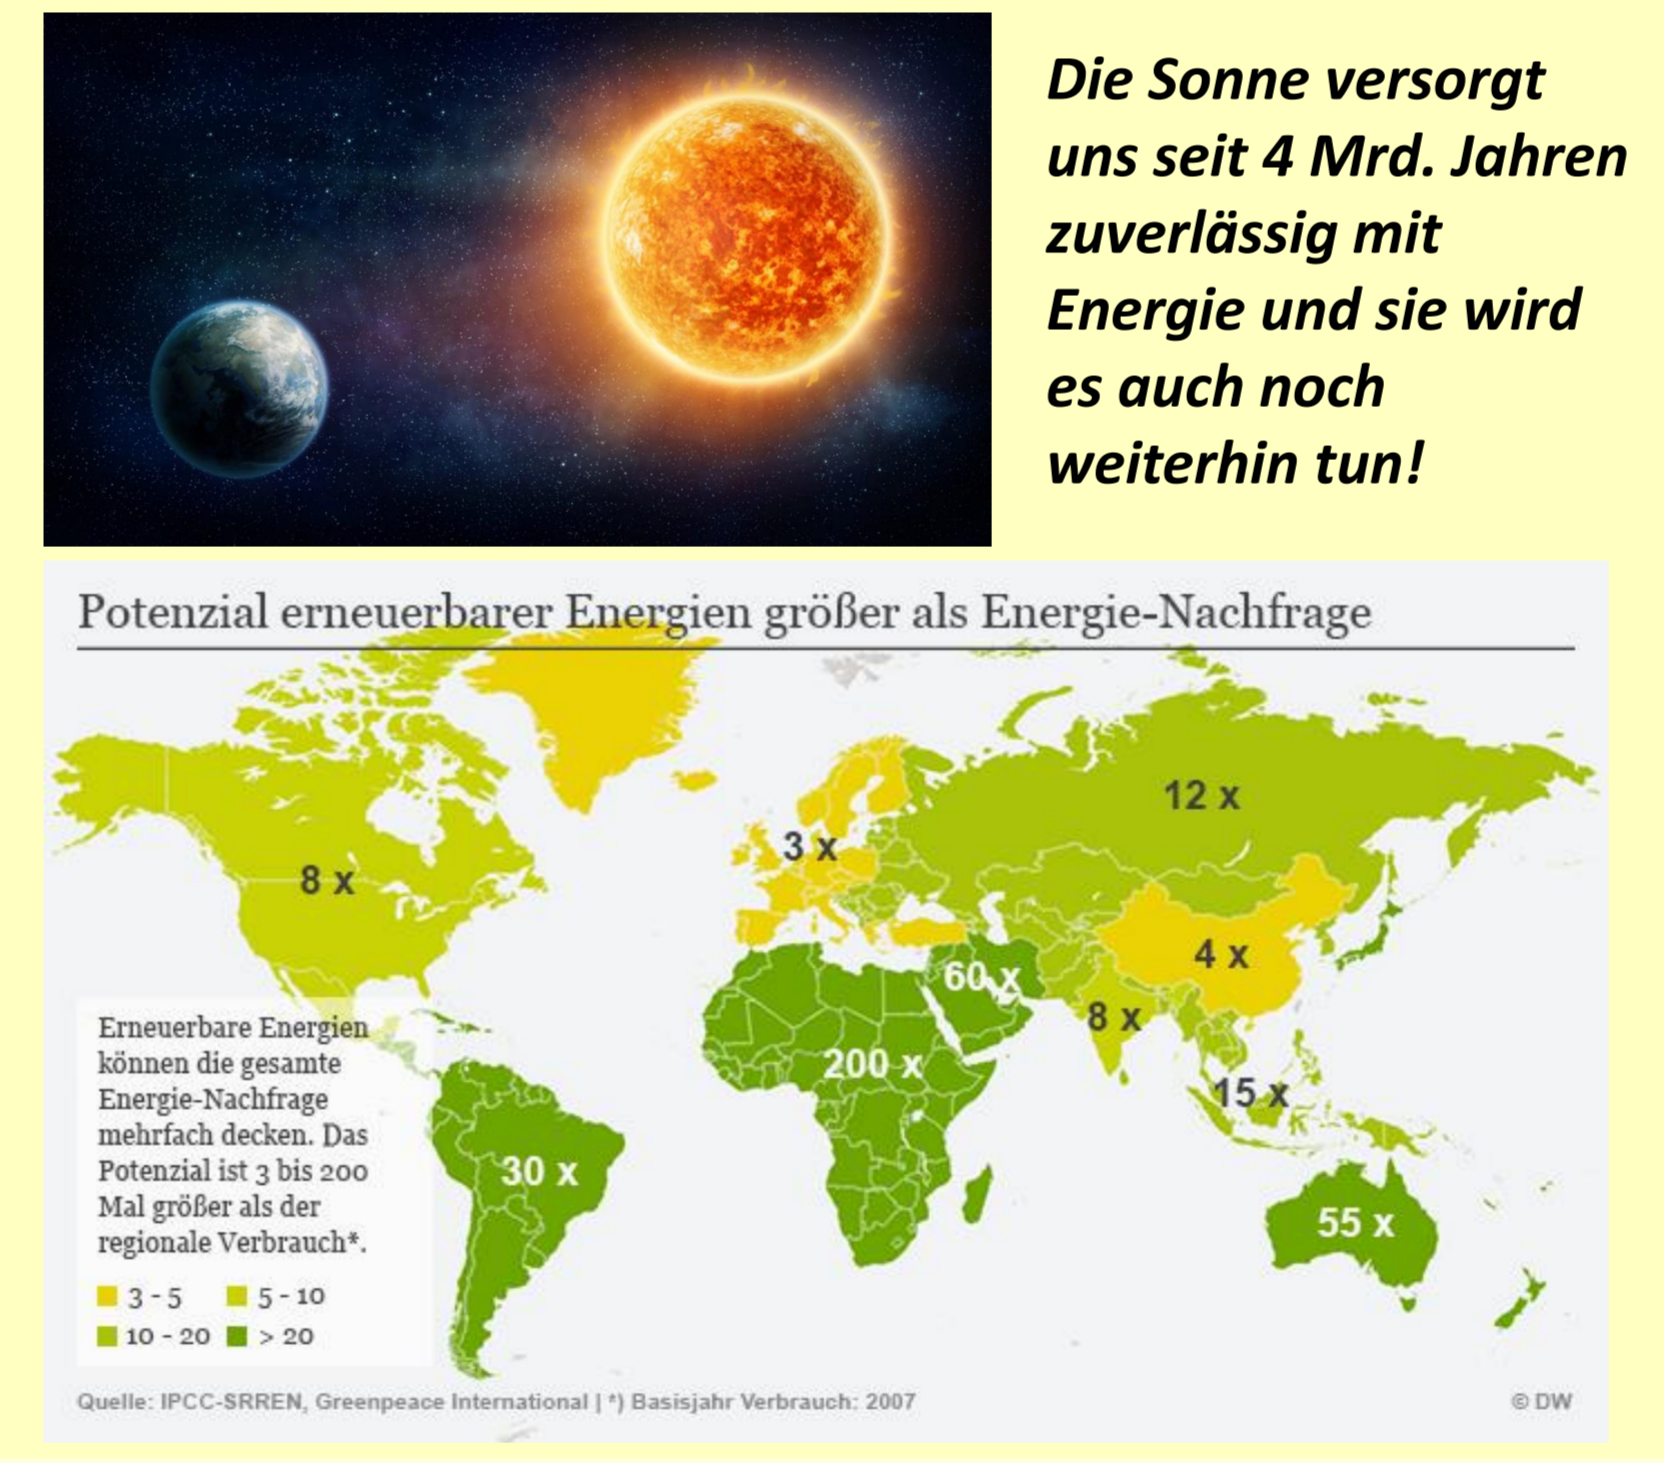 Die Sonne versorgt
uns seit 4 Mrd. Jahren
zuverlässig mit
Energie und sie wird
es auch noch
weiterhin tun!
Potenzial erneuerbarer Energien größer als Energie-Nachfrage
12 x
3 x
8 x
4 x
60 x
8 x
200 x
15 x
30 x
55 x
Erneuerbare Energien
können die gesamte
Energie-Nachfrage
mehrfach decken. Das
Potenzial ist 3 bis 200
Mal größer als der
regionale Verbrauch*.
3 - 5 5 - 10
10 - 20 > 20
Quelle: IPCC-SRREN, Greenpeace International | *) Basisjahr Verbrauch: 2007 © DW